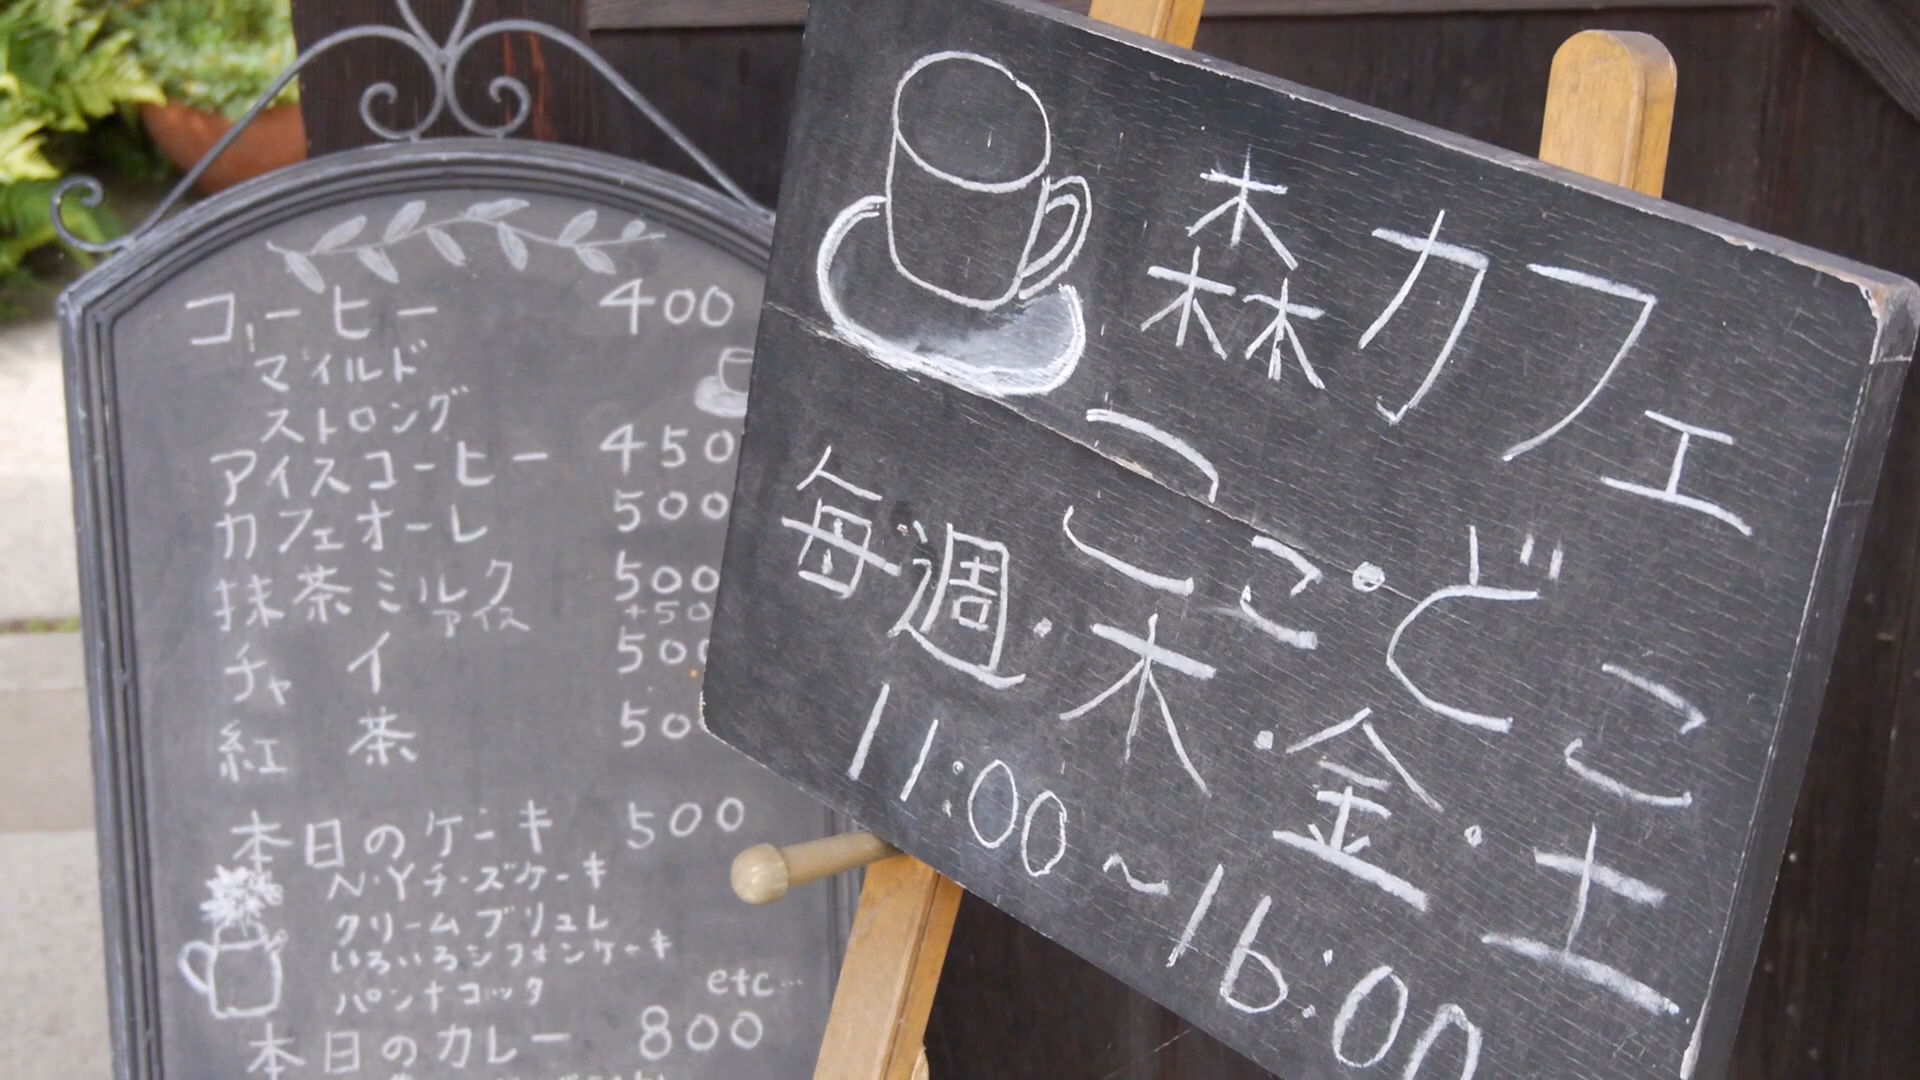 コーヒー 400
マイルド
ストロング
アイスコーヒー 450
カフェオーレ 500
抹茶ミルク 500
アイス +50
チャイ 500
紅茶 500
本日のケーキ 500
N・Yチーズケーキ
クリームブリュレ
いろいろシフォンケーキ
パンナコッタ
etc…
本日のカレー 800
森カフェ
こここ・どここ
毎週・木・金・土
11:00～16:00